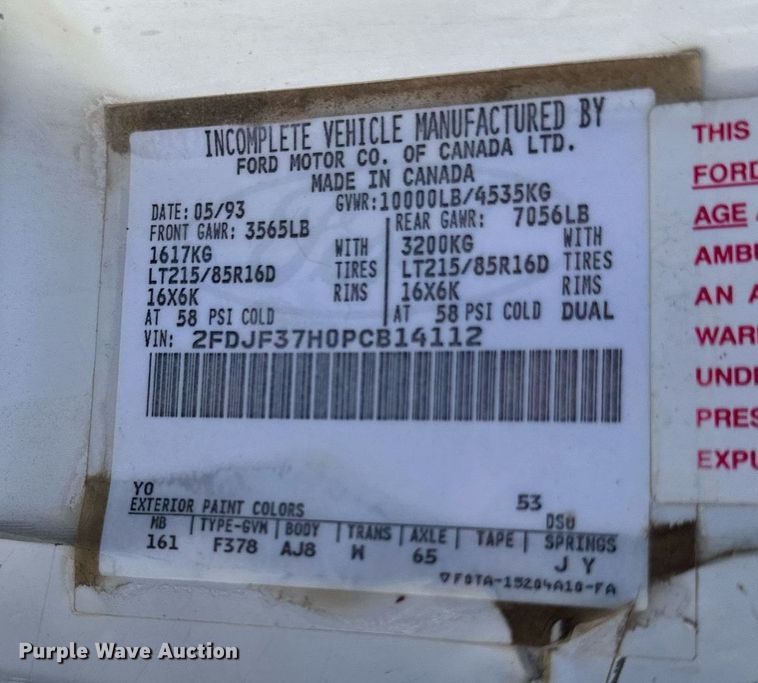 INCOMPLETE VEHICLE MANUFACTURED BY
FORD MOTOR CO. OF CANADA LTD.
MADE IN CANADA
DATE: 05/93 GVWR: 10000LB/4535KG
FRONT GAWR: 3565LB REAR GAWR: 7056LB
1617KG WITH 3200KG WITH
LT215/85R16D TIRES LT215/85R16D TIRES
16X6K RIMS 16X6K RIMS
AT 58 PSI COLD AT 58 PSI COLD DUAL
VIN: 2FDJF37H0PCB14112
YO 53
EXTERIOR PAINT COLORS DSO
WB TYPE-GVM BODY TRANS AXLE TAPE SPRINGS
161 F378 AJ8 M 65 J Y
F0TA-15204A10-FA
THIS
FORD
AGE
AMBU
AN A
WAR
UNDE
PRES
EXPU
Purple Wave Auction